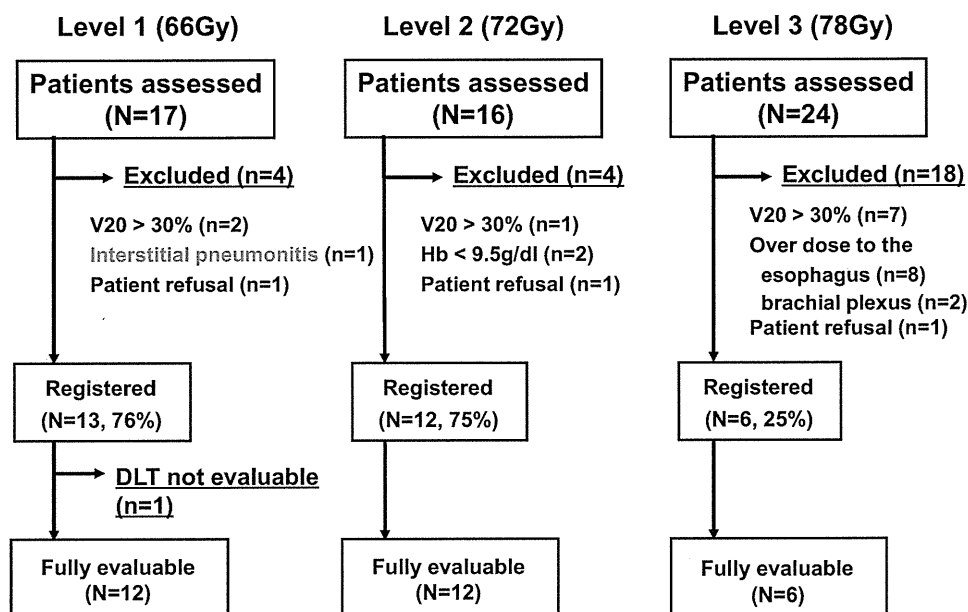 Level 1 (66Gy)
Patients assessed
(N=17)
Excluded (n=4)
V20 > 30% (n=2)
Interstitial pneumonitis (n=1)
Patient refusal (n=1)
Registered
(N=13, 76%)
DLT not evaluable
(n=1)
Fully evaluable
(N=12)
Level 2 (72Gy)
Patients assessed
(N=16)
Excluded (n=4)
V20 > 30% (n=1)
Hb < 9.5g/dl (n=2)
Patient refusal (n=1)
Registered
(N=12, 75%)
Fully evaluable
(N=12)
Level 3 (78Gy)
Patients assessed
(N=24)
Excluded (n=18)
V20 > 30% (n=7)
Over dose to the
esophagus (n=8)
brachial plexus (n=2)
Patient refusal (n=1)
Registered
(N=6, 25%)
Fully evaluable
(N=6)